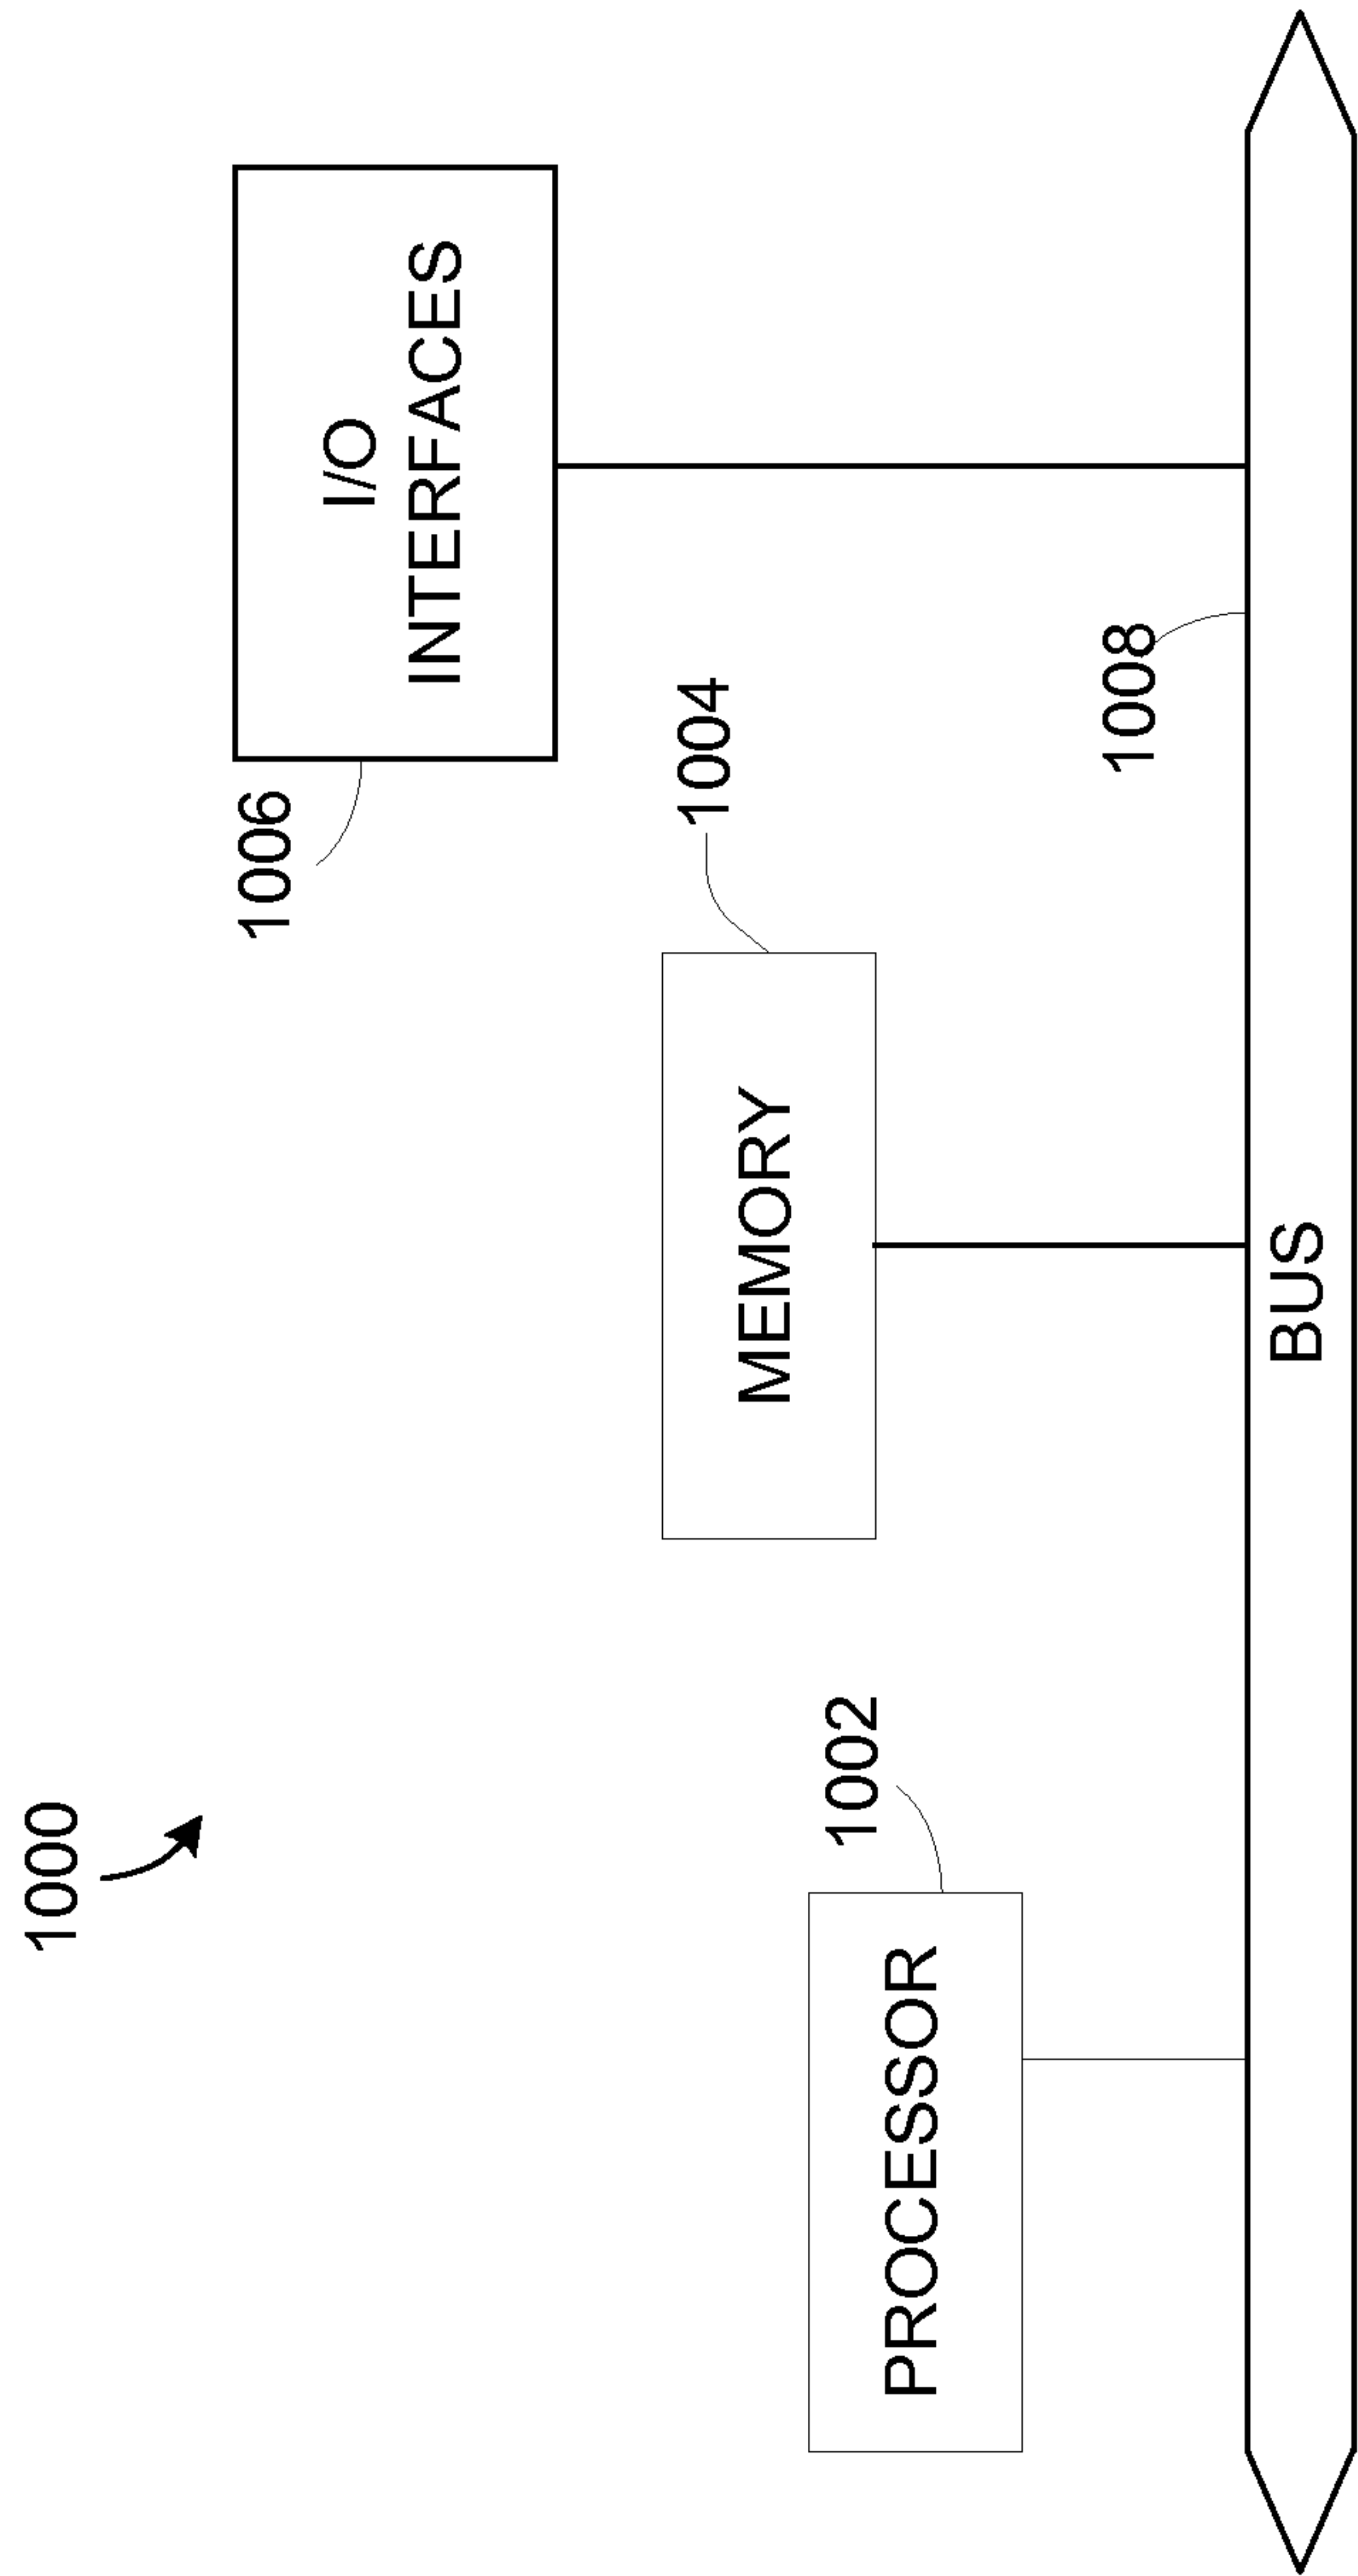 1000
1006
I/O
INTERFACES
1004
MEMORY
1002
PROCESSOR
1008
BUS